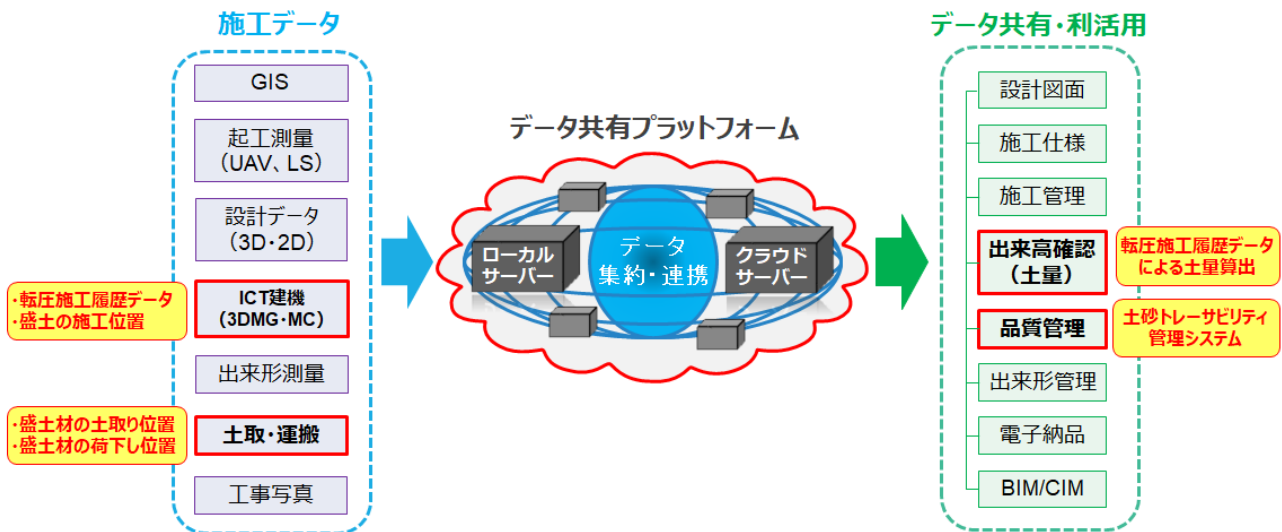 施工データ
GIS
起工測量
(UAV、LS)
設計データ
(3D・2D)
・転圧施工履歴データ
・盛土の施工位置
ICT建機
(3DMG・MC)
出来形測量
・盛土材の土取り位置
・盛土材の荷下し位置
土取・運搬
工事写真
データ共有プラットフォーム
ローカル
サーバー
データ
集約・連携
クラウド
サーバー
データ共有・利活用
設計図面
施工仕様
施工管理
出来高確認
(土量)
転圧施工履歴データ
による土量算出
品質管理
土砂トレーサビリティ
管理システム
出来形管理
電子納品
BIM/CIM